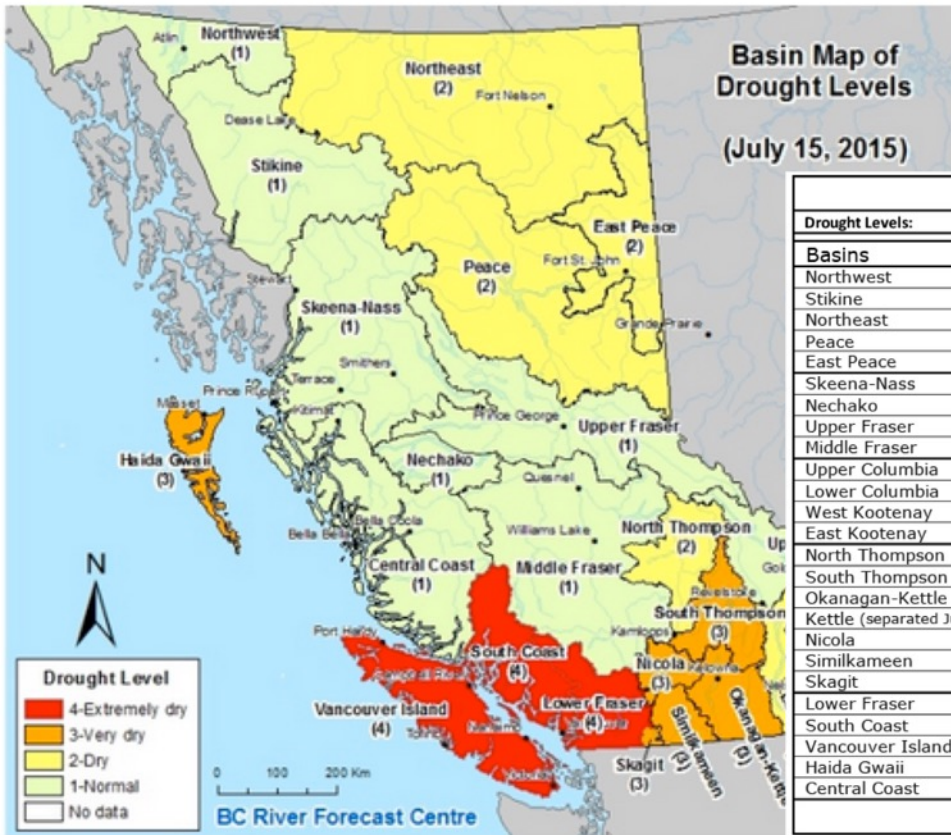 Basin Map of
Drought Levels
(July 15, 2015)
Atlin
Northwest
(1)
Northeast
(2)
Fort Nelson
Dease Lake
Stikine
(1)
East Peace
(2)
Fort St. John
Peace
(2)
Stewart
Skeena-Nass
(1)
Grande Prairie
Smithers
Terrace
Prince Rupert
Kitimat
Masset
Prince George
Upper Fraser
(1)
Haida Gwaii
(3)
Nechako
(1)
Quesnel
Bella Coola
Bella Bella
Williams Lake
North Thompson
(2)
Central Coast
(1)
Middle Fraser
(1)
Revelstoke
South Thompson
(3)
Kamloops
Port Hardy
South Coast
(4)
Nicola
(3)
Kelowna
Vancouver Island
(4)
Lower Fraser
(4)
Tofino
Nanaimo
Skagit
(3)
Similkameen
(3)
Okanagan-Kettle
(3)
N
Drought Level
4-Extremely dry
3-Very dry
2-Dry
1-Normal
No data
0 100 200 Km
BC River Forecast Centre
Drought Levels:
Basins
Northwest
Stikine
Northeast
Peace
East Peace
Skeena-Nass
Nechako
Upper Fraser
Middle Fraser
Upper Columbia
Lower Columbia
West Kootenay
East Kootenay
North Thompson
South Thompson
Okanagan-Kettle
Kettle (separated
Nicola
Similkameen
Skagit
Lower Fraser
South Coast
Vancouver Island
Haida Gwaii
Central Coast